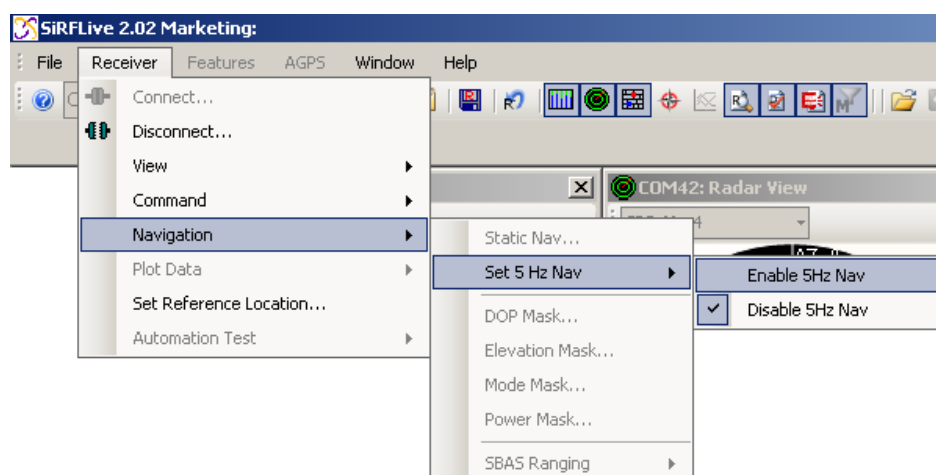 SiRFLive 2.02 Marketing:
File Receiver Features AGPS Window Help
Connect...
Disconnect...
View
Command
Navigation
Plot Data
Set Reference Location...
Automation Test
COM42: Radar View
Static Nav...
Set 5 Hz Nav
DOP Mask...
Elevation Mask...
Mode Mask...
Power Mask...
SBAS Ranging
Enable 5Hz Nav
Disable 5Hz Nav